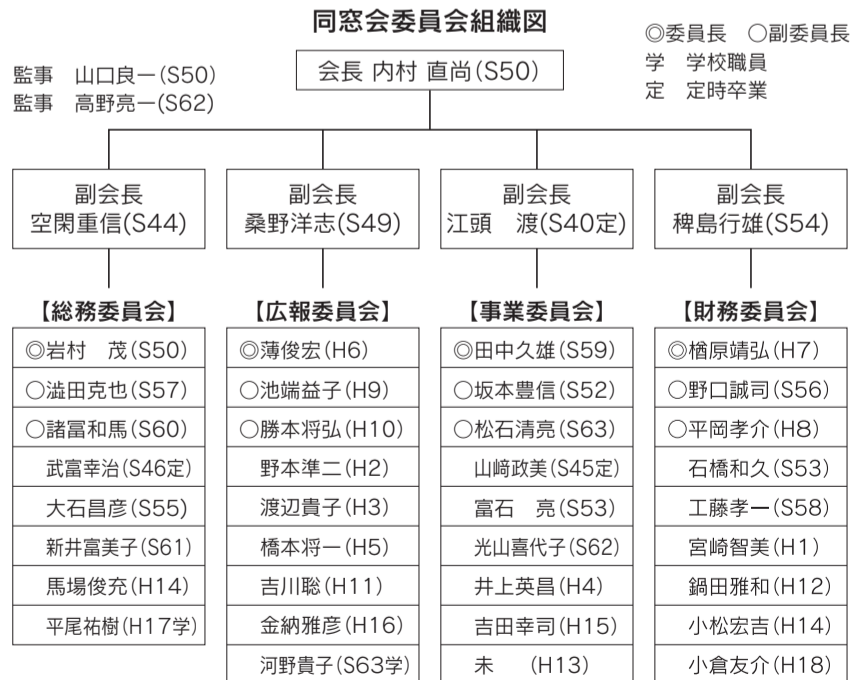 同窓会委員会組織図
◎委員長 ○副委員長
学 学校職員
定 定時卒業
監事 山口良一(S50)
監事 高野亮一(S62)
会長 内村 直尚(S50)
副会長
空閑重信(S44)
副会長
桑野洋志(S49)
副会長
江頭 渡(S40定)
副会長
稗島行雄(S54)
【総務委員会】
◎岩村 茂(S50)
○澁田克也(S57)
○諸冨和馬(S60)
武富幸治(S46定)
大石昌彦(S55)
新井富美子(S61)
馬場俊充(H14)
平尾祐樹(H17学)
【広報委員会】
◎薄俊宏(H6)
○池端益子(H9)
○勝本将弘(H10)
野本準二(H2)
渡辺貴子(H3)
橋本将一(H5)
吉川聡(H11)
金納雅彦(H16)
河野貴子(S63学)
【事業委員会】
◎田中久雄(S59)
○坂本豊信(S52)
○松石清亮(S63)
山﨑政美(S45定)
富石 亮(S53)
光山喜代子(S62)
井上英昌(H4)
吉田幸司(H15)
未 (H13)
【財務委員会】
◎楢原靖弘(H7)
○野口誠司(S56)
○平岡孝介(H8)
石橋和久(S53)
工藤孝一(S58)
宮崎智美(H1)
鍋田雅和(H12)
小松宏吉(H14)
小倉友介(H18)